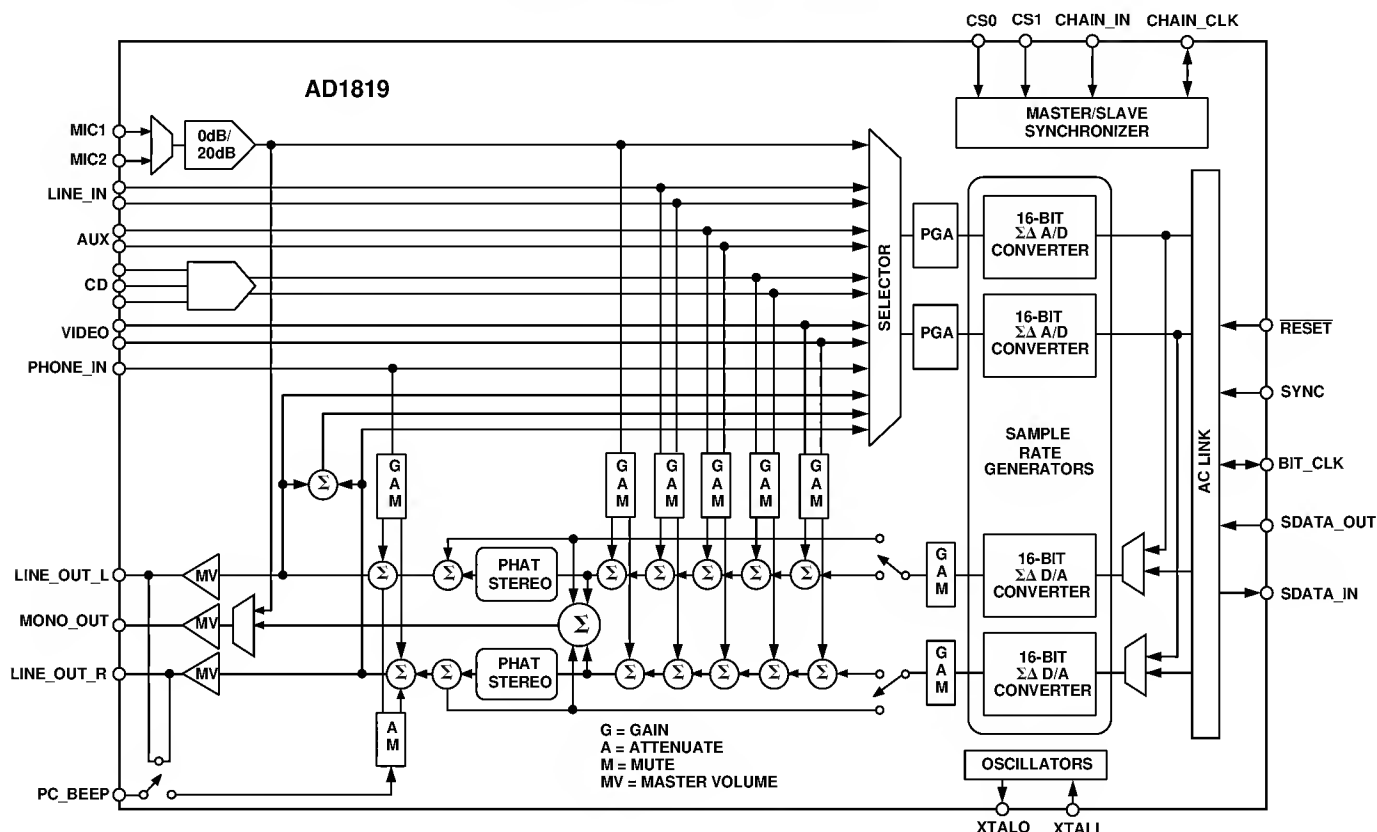 CS0 CS1 CHAIN_IN CHAIN_CLK
AD1819
MASTER/SLAVE
SYNCHRONIZER
MIC1
MIC2
0dB/
20dB
LINE_IN
AUX
CD
VIDEO
PHONE_IN
SELECTOR
PGA
PGA
16-BIT
ΣΔ A/D
CONVERTER
16-BIT
ΣΔ A/D
CONVERTER
SAMPLE
RATE
GENERATORS
AC LINK
RESET
SYNC
BIT_CLK
SDATA_OUT
SDATA_IN
G
A
M
G
A
M
G
A
M
G
A
M
G
A
M
G
A
M
Σ
LINE_OUT_L
MV
Σ
Σ
PHAT
STEREO
Σ
Σ
Σ
Σ
Σ
G
A
M
16-BIT
ΣΔ D/A
CONVERTER
MONO_OUT
MV
Σ
LINE_OUT_R
MV
Σ
Σ
PHAT
STEREO
Σ
Σ
Σ
Σ
Σ
G
A
M
16-BIT
ΣΔ D/A
CONVERTER
A
M
G = GAIN
A = ATTENUATE
M = MUTE
MV = MASTER VOLUME
PC_BEEP
OSCILLATORS
XTALO XTALI